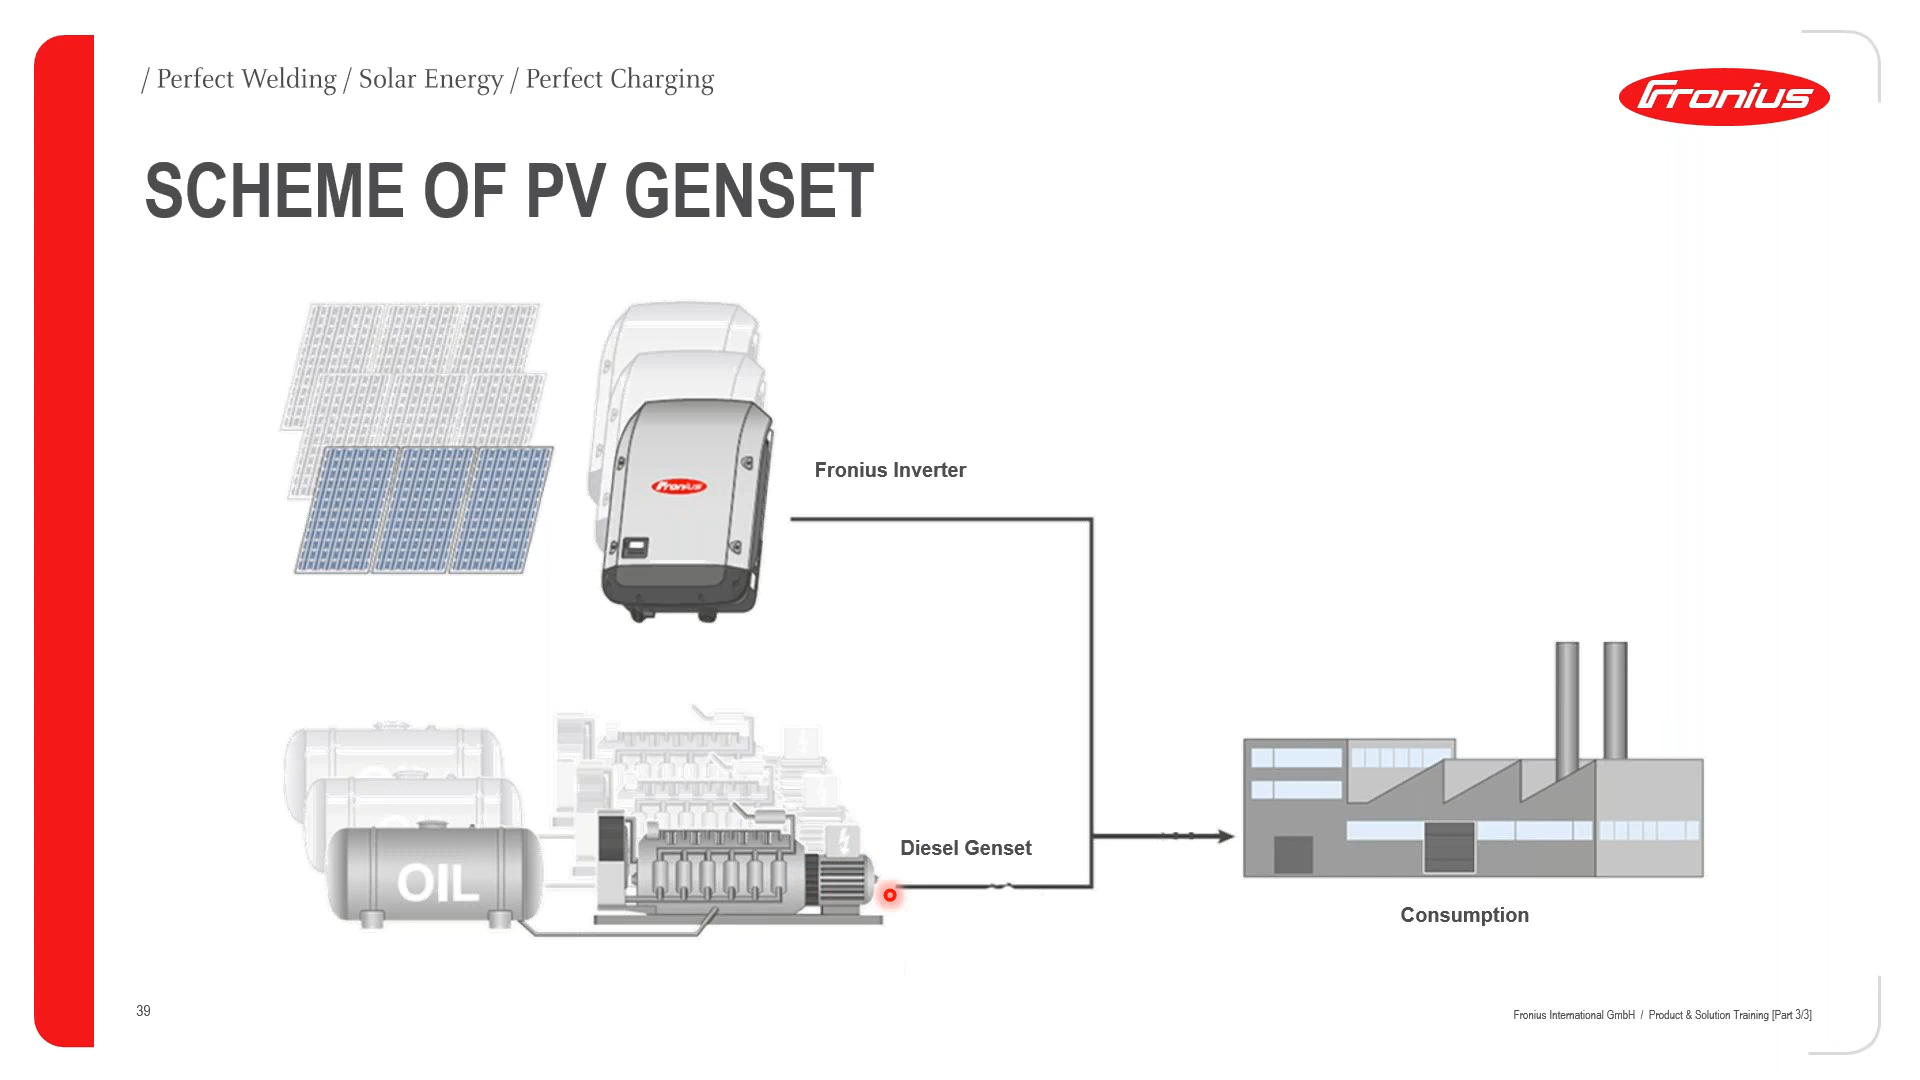 / Perfect Welding / Solar Energy / Perfect Charging
Fronius
SCHEME OF PV GENSET
Fronius
Fronius Inverter
Diesel Genset
OIL
Consumption
39
Fronius International GmbH / Product & Solution Training [Part 3/3]